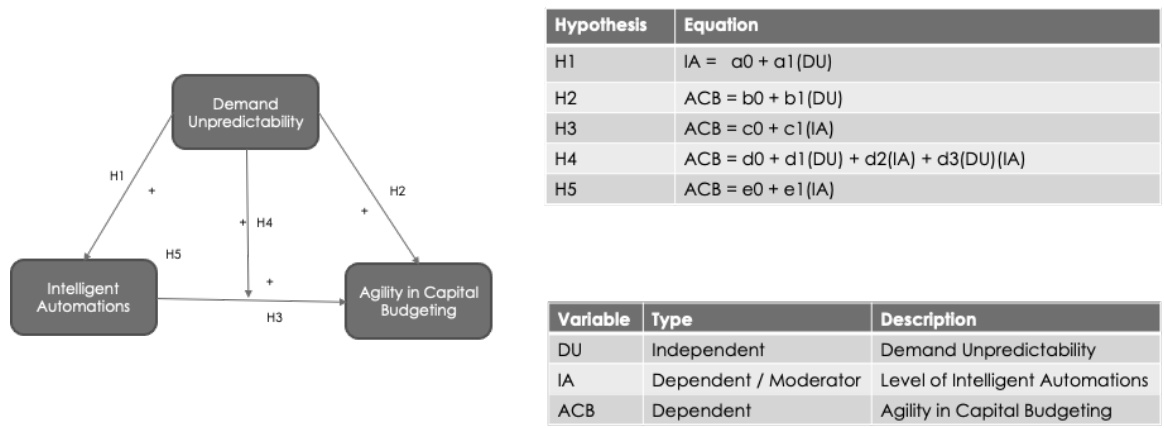 Demand
Unpredictability
H1
+
+ H4
H2
+
H5
Intelligent
Automations
+
H3
Agility in Capital
Budgeting
Hypothesis Equation
H1 IA = a0 + a1(DU)
H2 ACB = b0 + b1(DU)
H3 ACB = c0 + c1(IA)
H4 ACB = d0 + d1(DU) + d2(IA) + d3(DU)(IA)
H5 ACB = e0 + e1(IA)
Variable Type Description
DU Independent Demand Unpredictability
IA Dependent / Moderator Level of Intelligent Automations
ACB Dependent Agility in Capital Budgeting